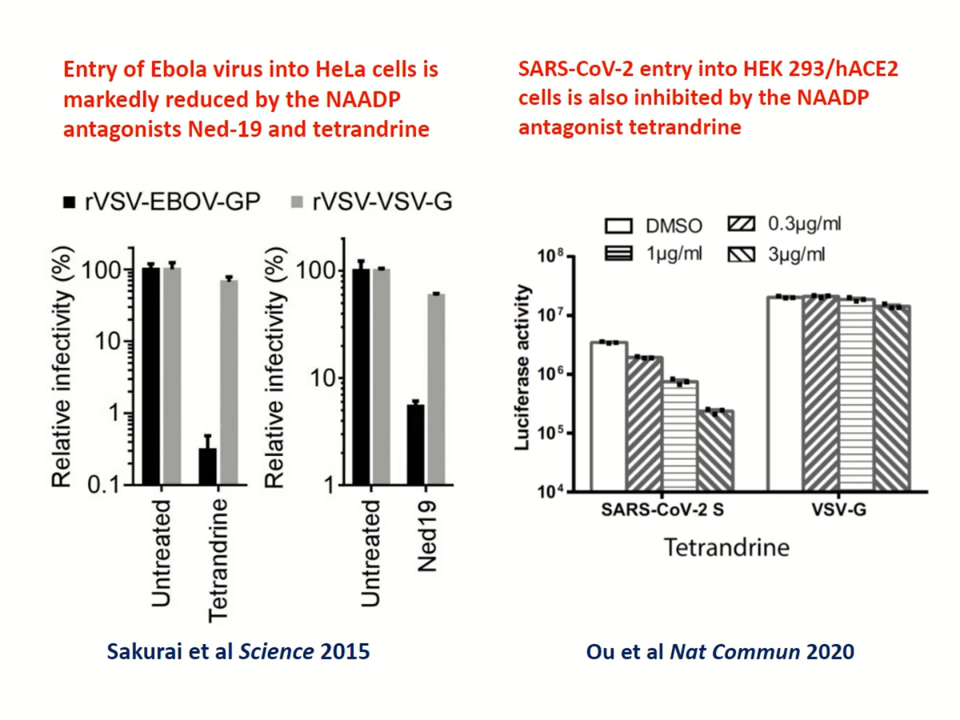 Entry of Ebola virus into HeLa cells is
markedly reduced by the NAADP
antagonists Ned-19 and tetrandrine
SARS-CoV-2 entry into HEK 293/hACE2
cells is also inhibited by the NAADP
antagonist tetrandrine
rVSV-EBOV-GP rVSV-VSV-G
Relative infectivity (%)
100
10
1
0.1
Untreated
Tetrandrine
Relative infectivity (%)
100
10
1
Untreated
Ned19
DMSO 0.3µg/ml
1µg/ml 3µg/ml
Luciferase activity
10⁸
10⁷
10⁶
10⁵
10⁴
SARS-CoV-2 S VSV-G
Tetrandrine
Sakurai et al Science 2015
Ou et al Nat Commun 2020